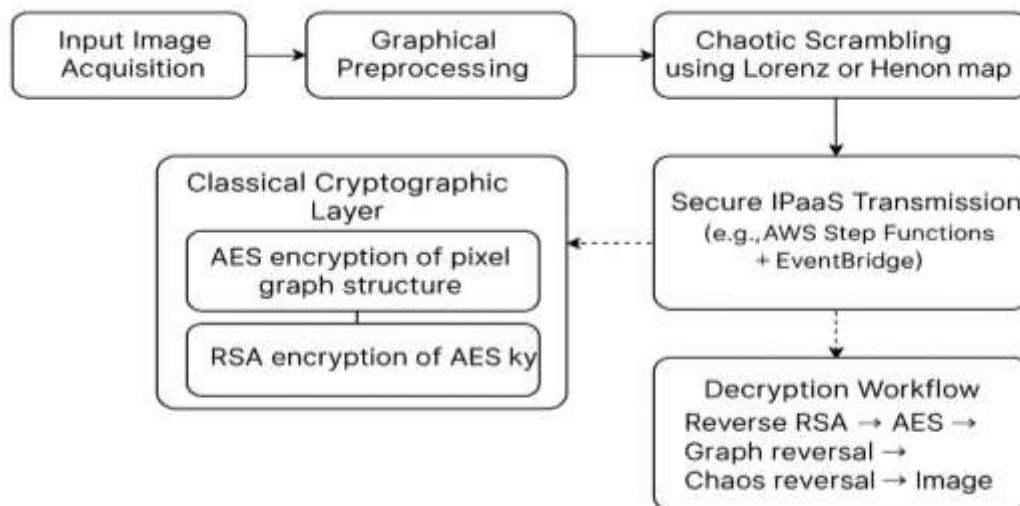 Input Image
Acquisition
Graphical
Preprocessing
Chaotic Scrambling
using Lorenz or Henon map
Classical Cryptographic
Layer
AES encryption of pixel
graph structure
RSA encryption of AES ky
Secure IPaaS Transmission
(e.g., AWS Step Functions
+ EventBridge)
Decryption Workflow
Reverse RSA → AES →
Graph reversal →
Chaos reversal → Image